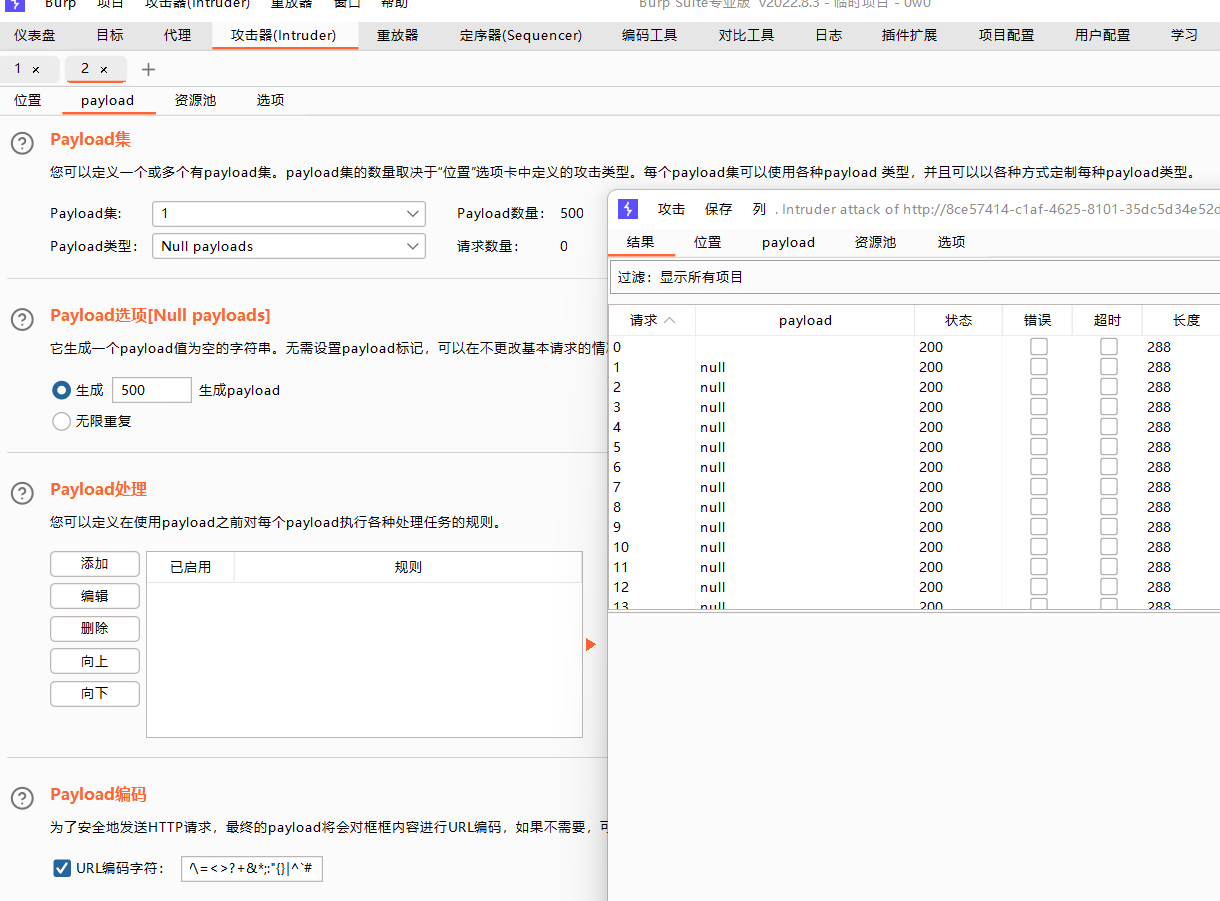 Burp 项目 攻击器(Intruder) 重放器 窗口 帮助 Burp Suite专业版 v2022.8.3 - 临时项目 - 0w0
仪表盘 目标 代理 攻击器(Intruder) 重放器 定序器(Sequencer) 编码工具 对比工具 日志 插件扩展 项目配置 用户配置 学习
1 × 2 × +
位置 payload 资源池 选项
Payload集
您可以定义一个或多个有payload集。payload集的数量取决于“位置”选项卡中定义的攻击类型。每个payload集可以使用各种payload 类型，并且可以以各种方式定制每种payload类型。
Payload集: 1 Payload数量: 500
Payload类型: Null payloads 请求数量: 0
Payload选项[Null payloads]
它生成一个payload值为空的字符串。无需设置payload标记，可以在不更改基本请求的情
生成 500 生成payload
无限重复
Payload处理
您可以定义在使用payload之前对每个payload执行各种处理任务的规则。
添加
编辑
删除
向上
向下
已启用 规则
Payload编码
为了安全地发送HTTP请求，最终的payload将会对框框内容进行URL编码，如果不需要，可
URL编码字符: /\=<>?+&*;:"{}|^`#
攻击 保存 列 . Intruder attack of http://8ce57414-c1af-4625-8101-35dc5d34e52d
结果 位置 payload 资源池 选项
过滤: 显示所有项目
请求 payload 状态 错误 超时 长度
0 200 288
1 null 200 288
2 null 200 288
3 null 200 288
4 null 200 288
5 null 200 288
6 null 200 288
7 null 200 288
8 null 200 288
9 null 200 288
10 null 200 288
11 null 200 288
12 null 200 288
13 null 200 288